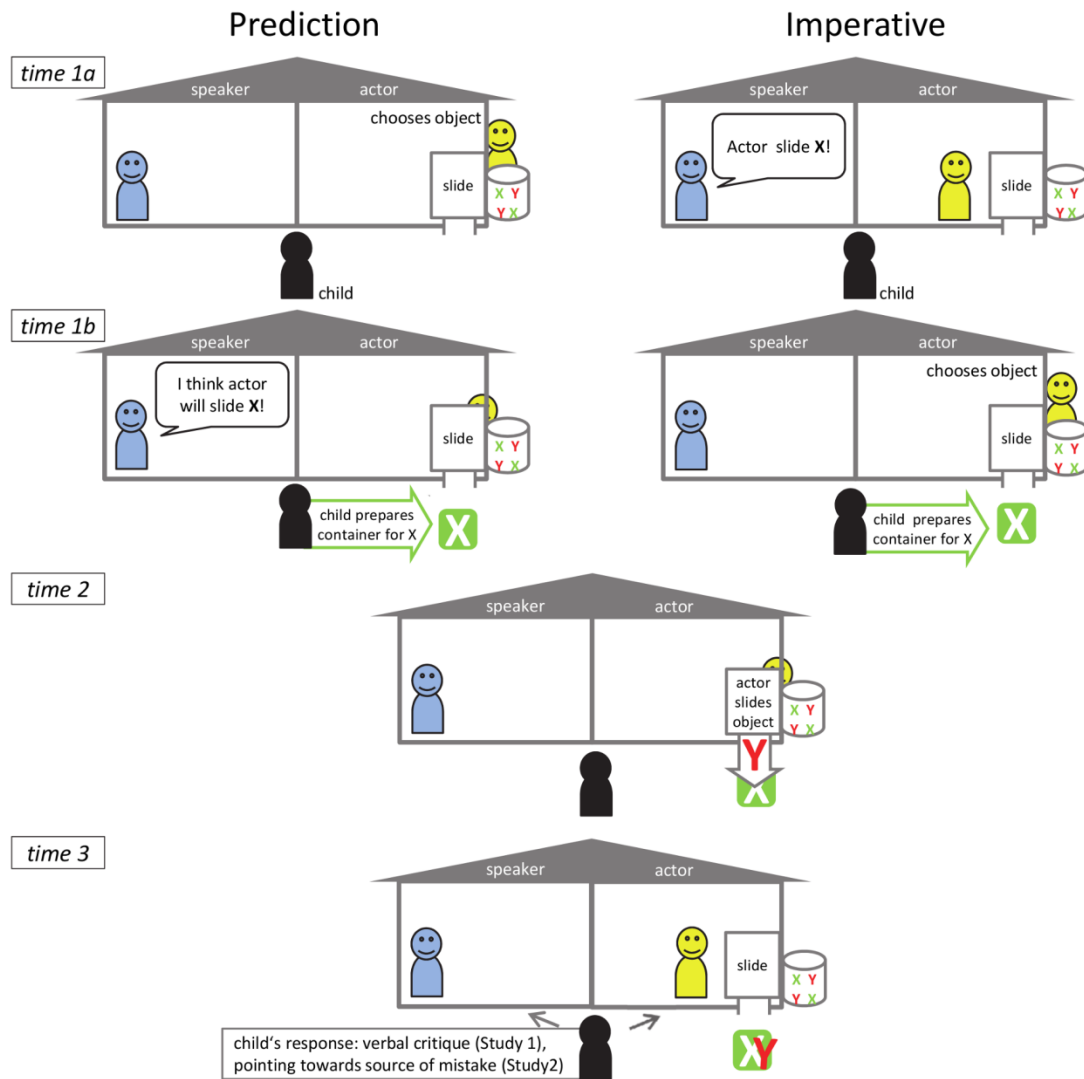 Prediction
Imperative
time 1a
speaker
actor
chooses object
slide
X Y
Y X
child
speaker
actor
Actor slide X!
slide
X Y
Y X
child
time 1b
speaker
actor
I think actor
will slide X!
slide
X Y
Y X
child prepares
container for X
X
speaker
actor
chooses object
slide
X Y
Y X
child prepares
container for X
X
time 2
speaker
actor
actor
slides
object
X Y
Y X
Y
X
time 3
speaker
actor
slide
X Y
Y X
child's response: verbal critique (Study 1),
pointing towards source of mistake (Study2)
XY